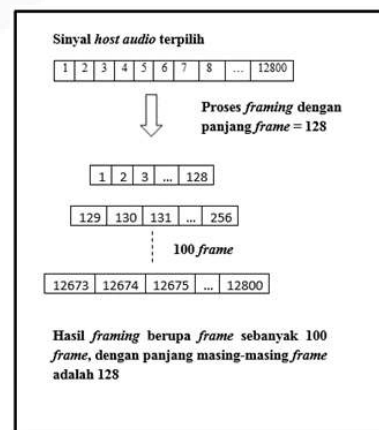 Sinyal host audio terpilih
1 2 3 4 5 6 7 8 ... 12800
Proses framing dengan
panjang frame = 128
1 2 3 ... 128
129 130 131 ... 256
100 frame
12673 12674 12675 ... 12800
Hasil framing berupa frame sebanyak 100
frame, dengan panjang masing-masing frame
adalah 128